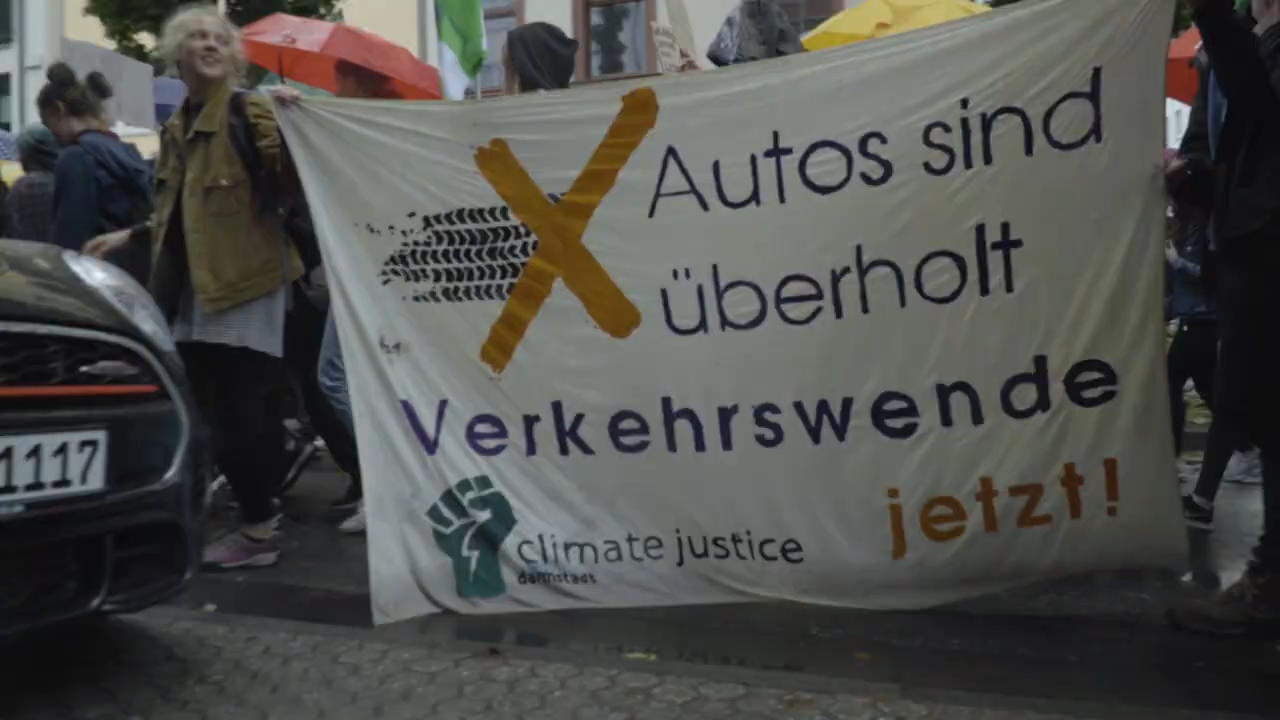 Autos sind
überholt
Verkehrswende
jetzt!
climate justice
darmstadt
1117